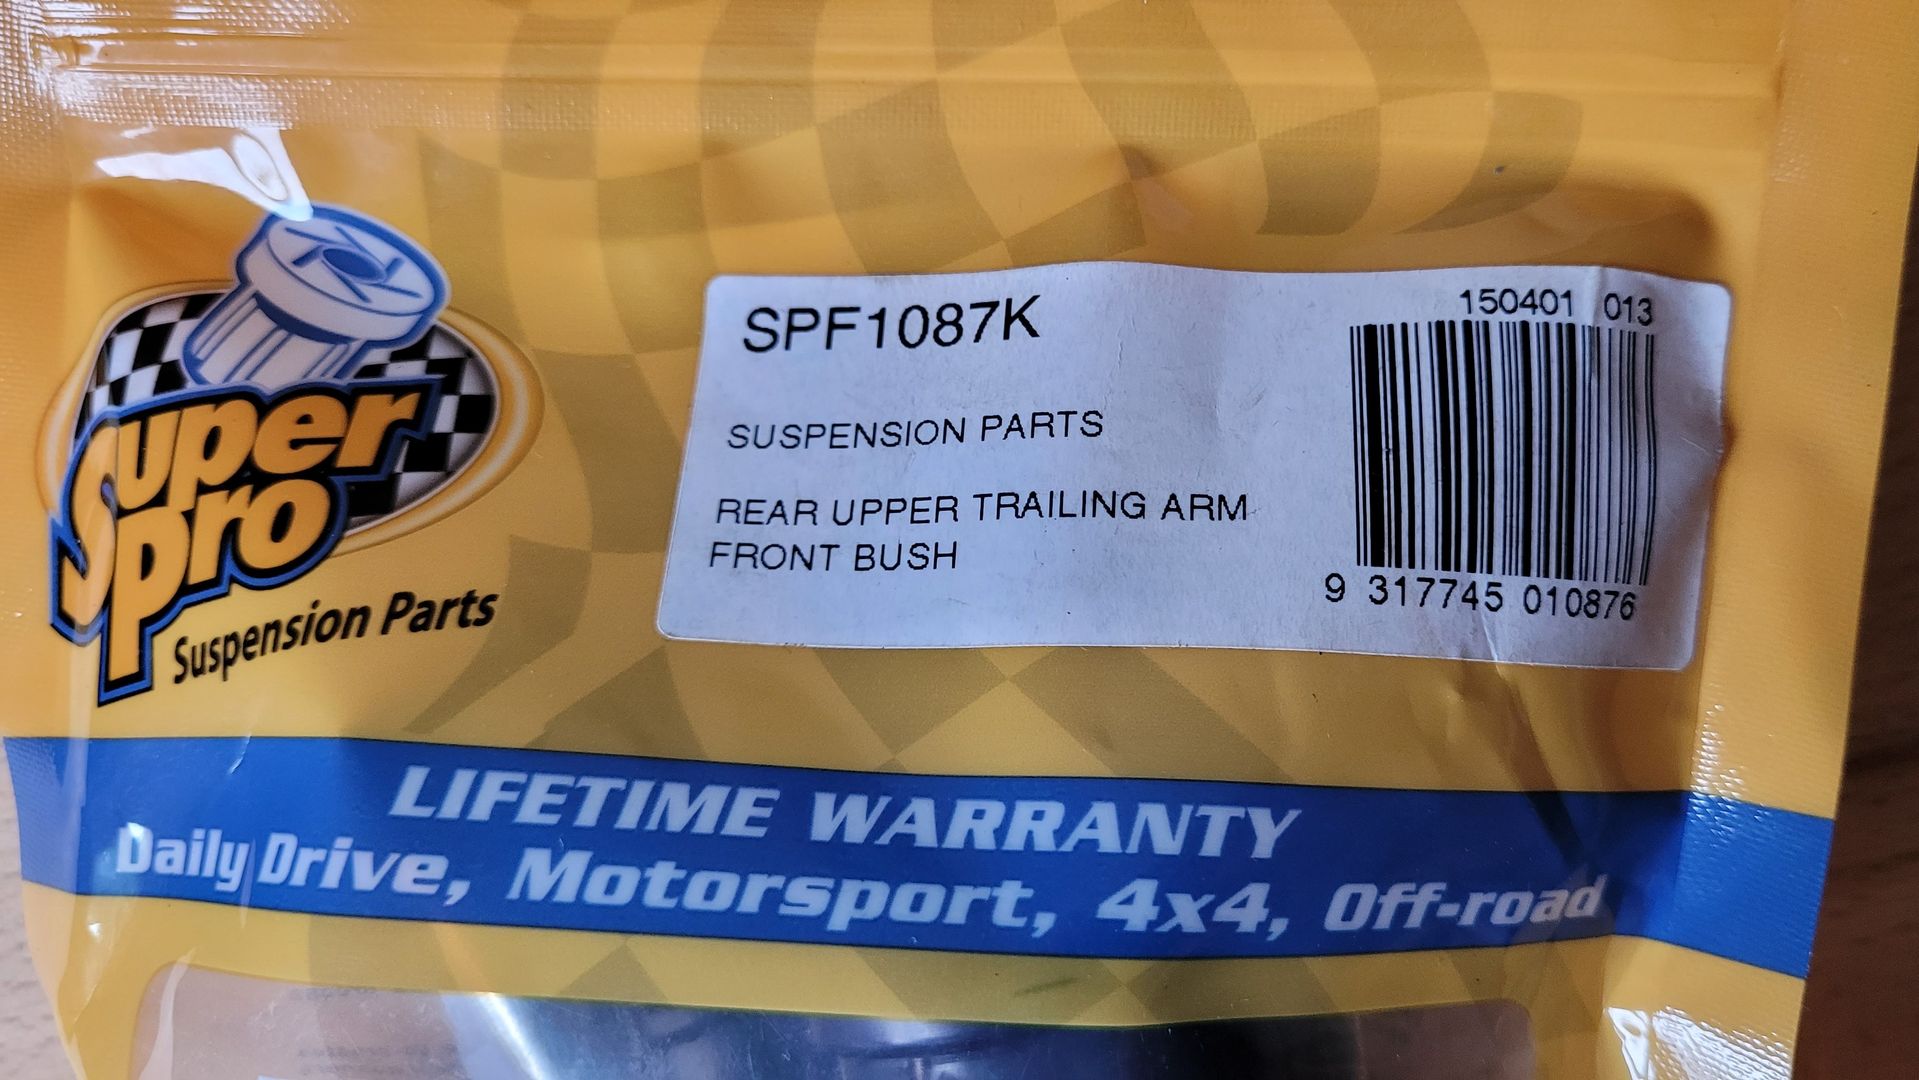 Super
Pro
Suspension Parts
SPF1087K
SUSPENSION PARTS
REAR UPPER TRAILING ARM
FRONT BUSH
150401 013
9 317745 010876
LIFETIME WARRANTY
Daily Drive, Motorsport, 4x4, Off-road